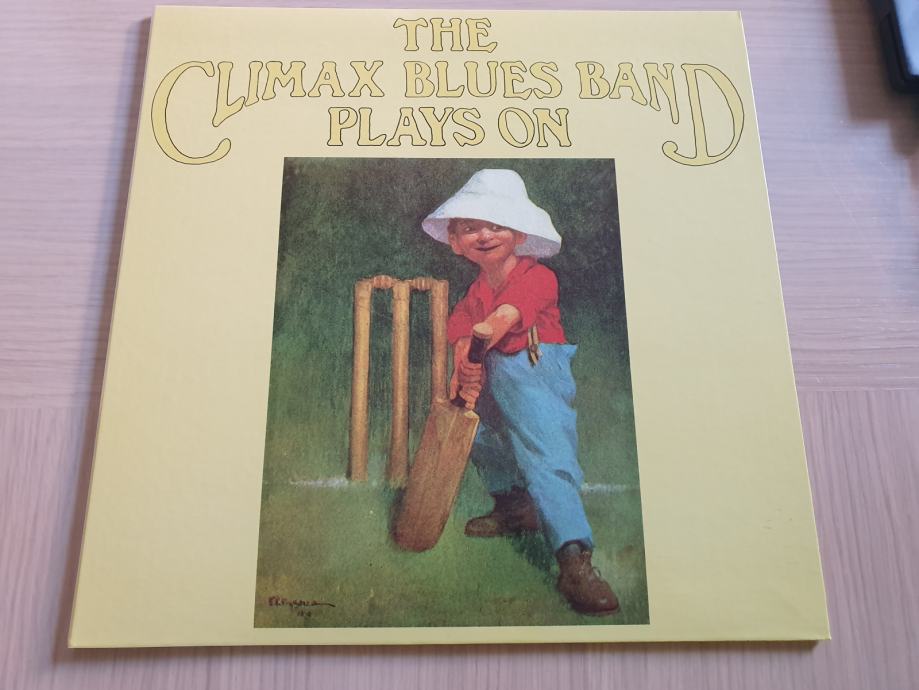 THE
CLIMAX BLUES BAND
PLAYS ON